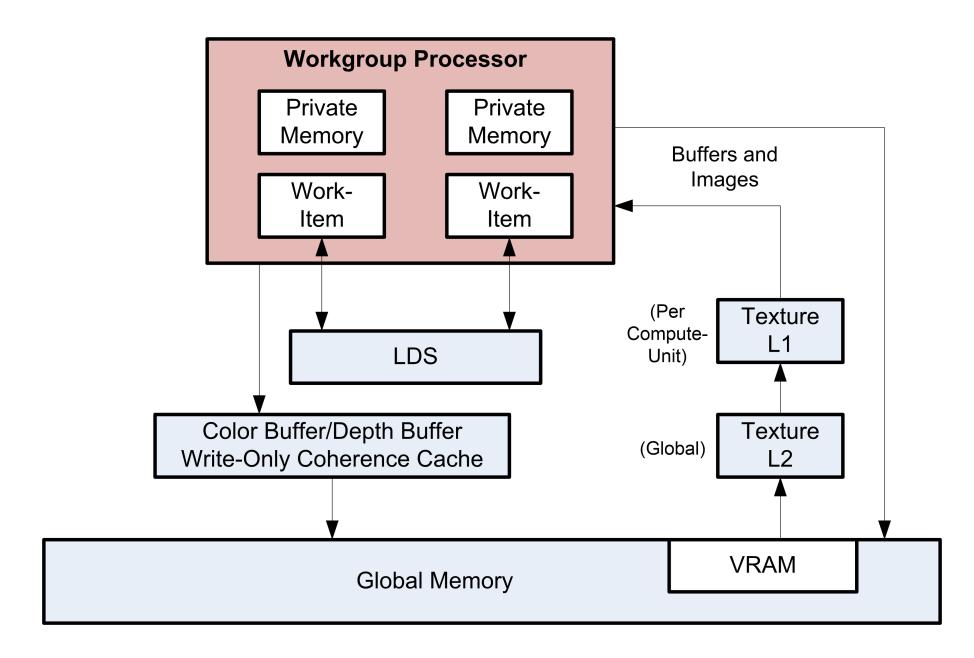 Workgroup Processor
Private
Memory
Private
Memory
Work-
Item
Work-
Item
Buffers and
Images
(Per
Compute-
Unit)
Texture
L1
LDS
Color Buffer/Depth Buffer
Write-Only Coherence Cache
(Global)
Texture
L2
Global Memory
VRAM